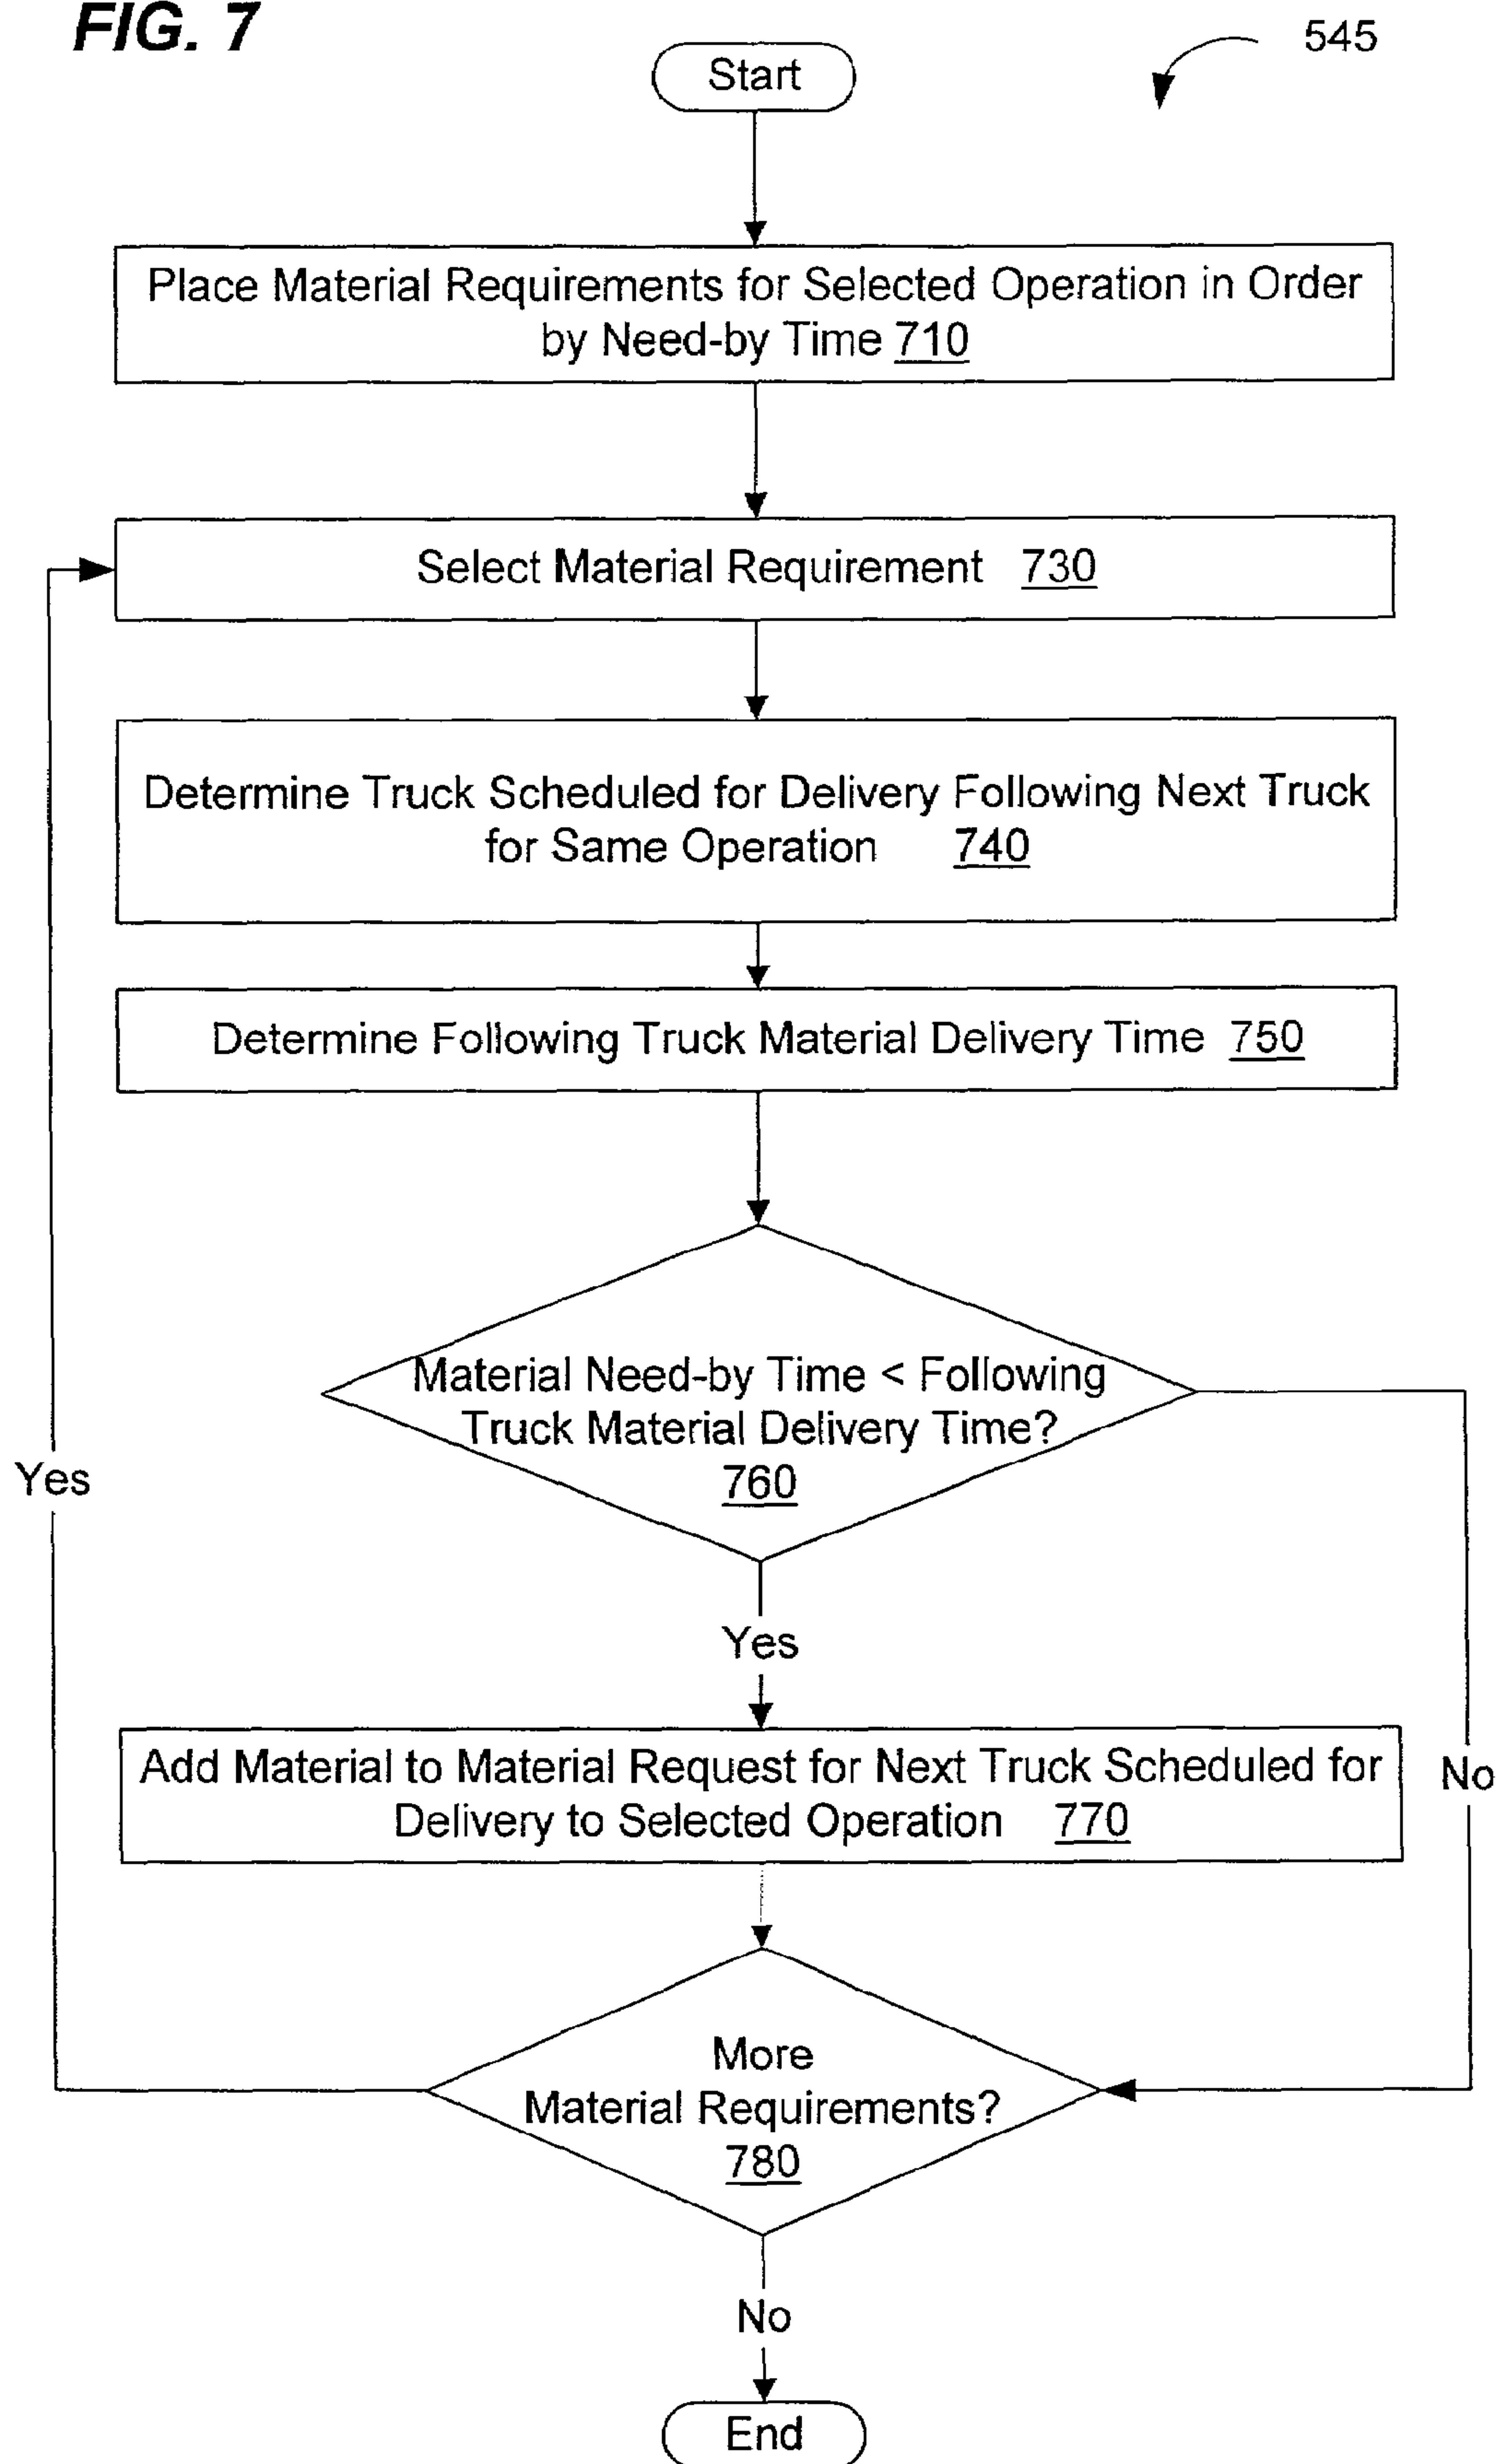 FIG. 7
545
Start
Place Material Requirements for Selected Operation in Order
by Need-by Time 710
Select Material Requirement 730
Determine Truck Scheduled for Delivery Following Next Truck
for Same Operation 740
Determine Following Truck Material Delivery Time 750
Material Need-by Time < Following
Truck Material Delivery Time?
760
Yes
Yes
Add Material to Material Request for Next Truck Scheduled for
Delivery to Selected Operation 770
No
More
Material Requirements?
780
No
End